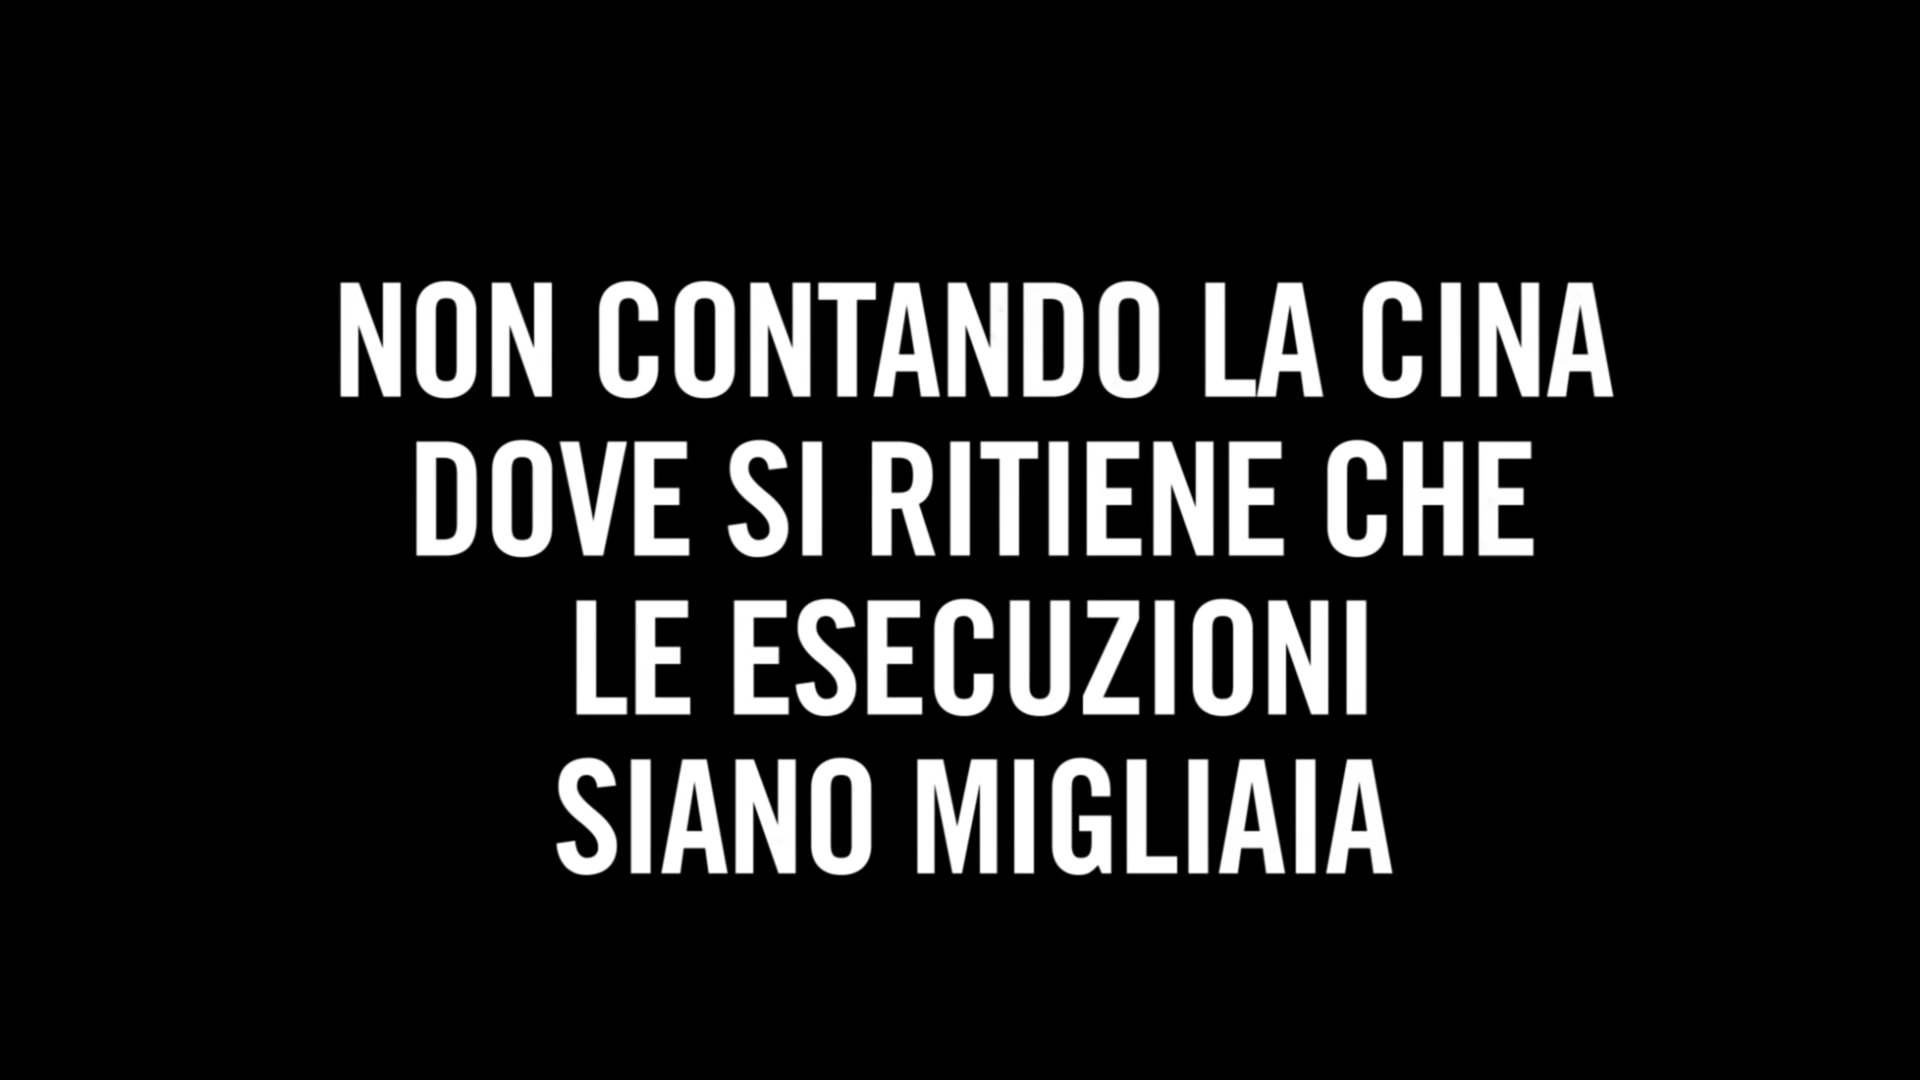 NON CONTANDO LA CINA
DOVE SI RITIENE CHE
LE ESECUZIONI
SIANO MIGLIAIA